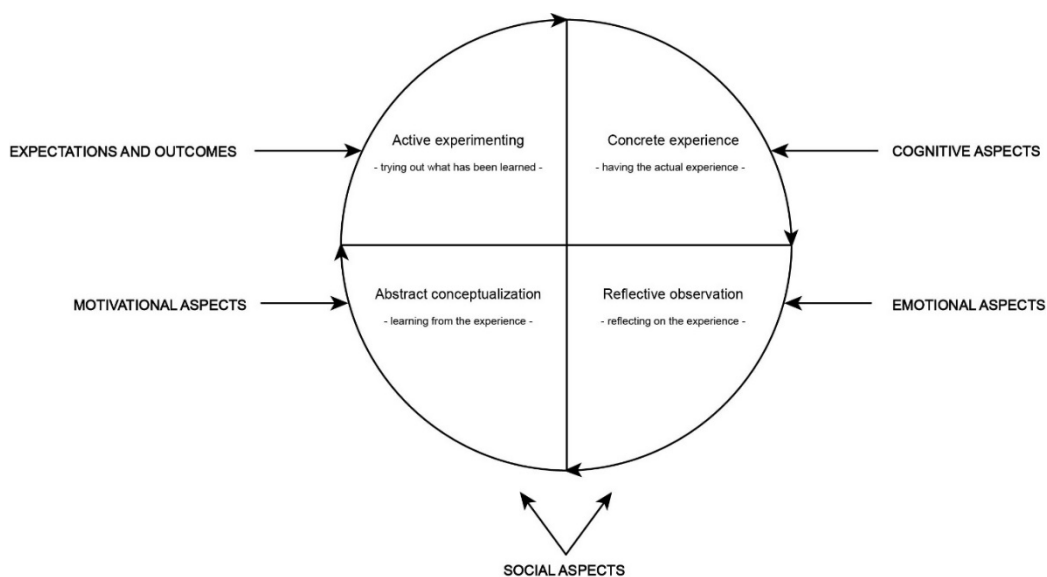 Active experimenting
- trying out what has been learned -
Concrete experience
- having the actual experience -
EXPECTATIONS AND OUTCOMES
COGNITIVE ASPECTS
Abstract conceptualization
- learning from the experience -
Reflective observation
- reflecting on the experience -
MOTIVATIONAL ASPECTS
EMOTIONAL ASPECTS
SOCIAL ASPECTS